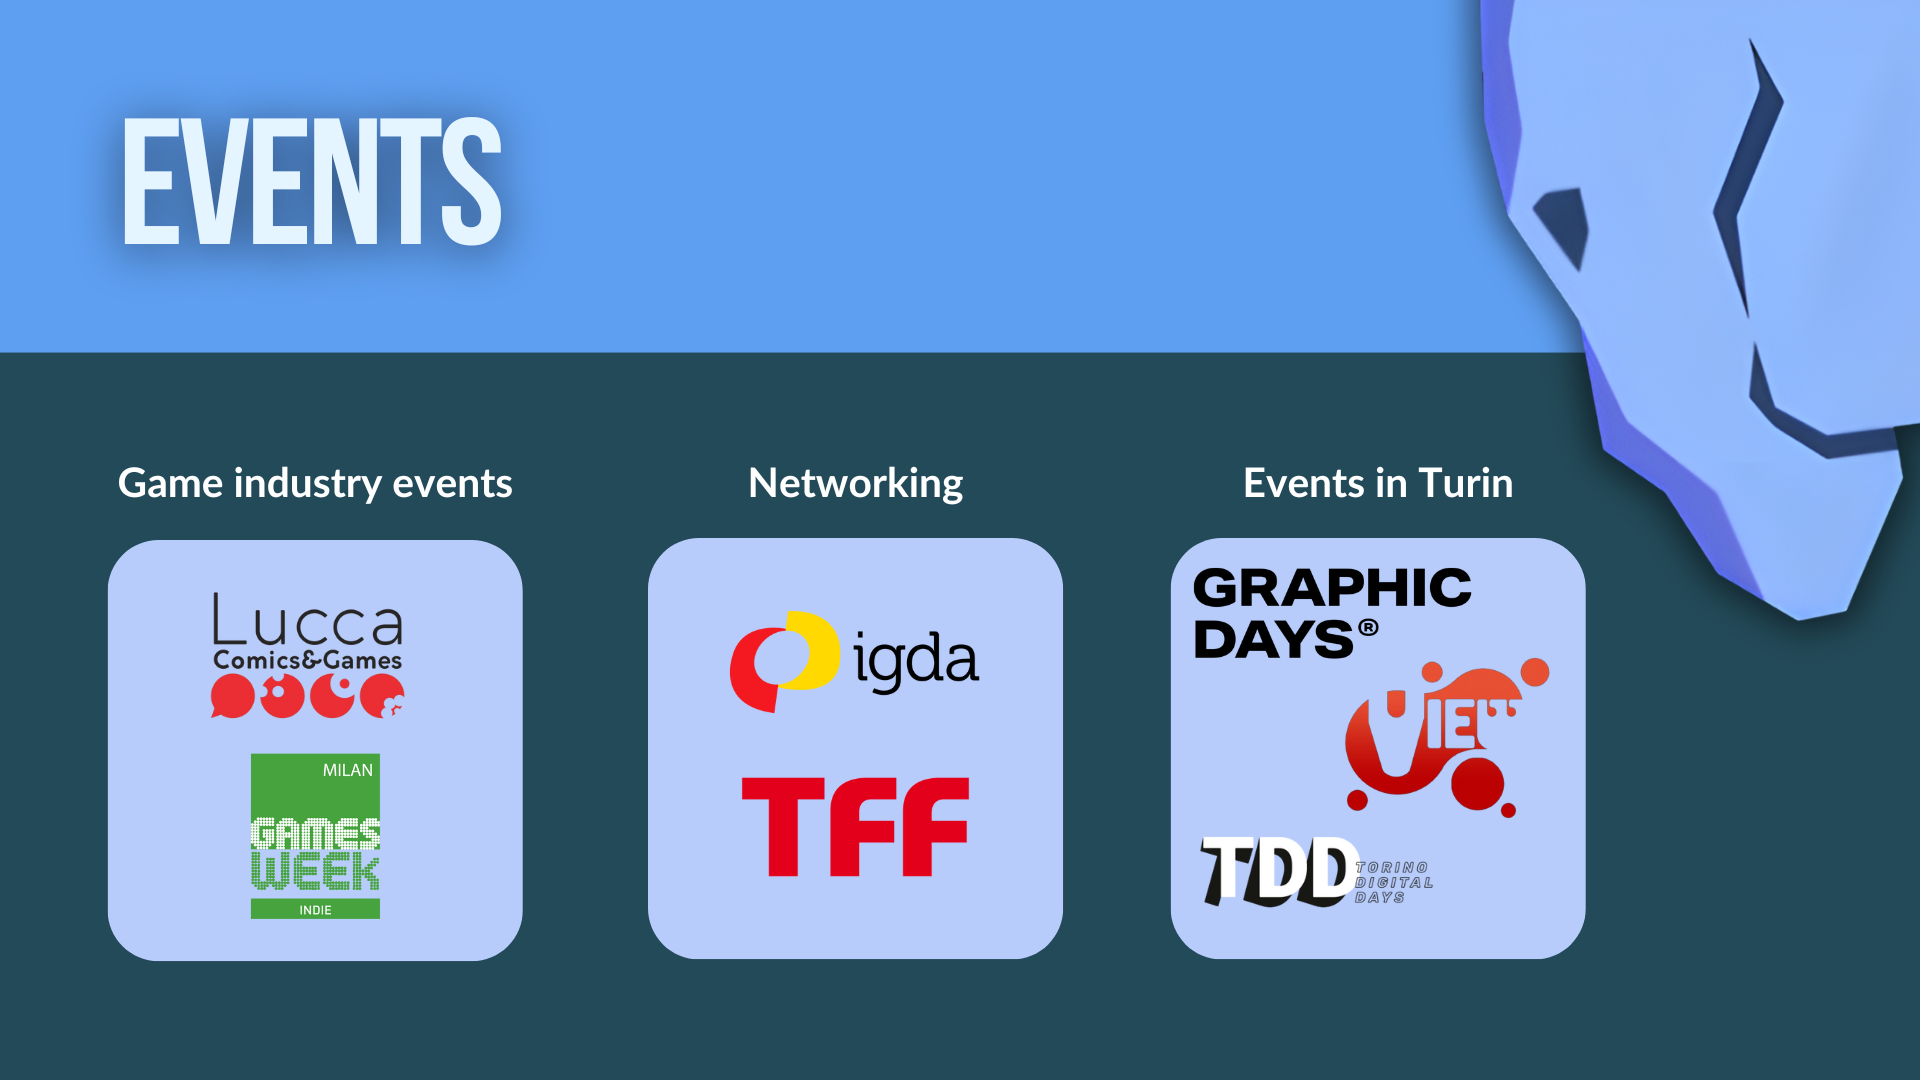 EVENTS
Game industry events
Lucca
Comics&Games
MILAN
GAMES
WEEK
INDIE
Networking
igda
TFF
Events in Turin
GRAPHIC
DAYS®
VIEW
TDD
TORINO
DIGITAL
DAYS